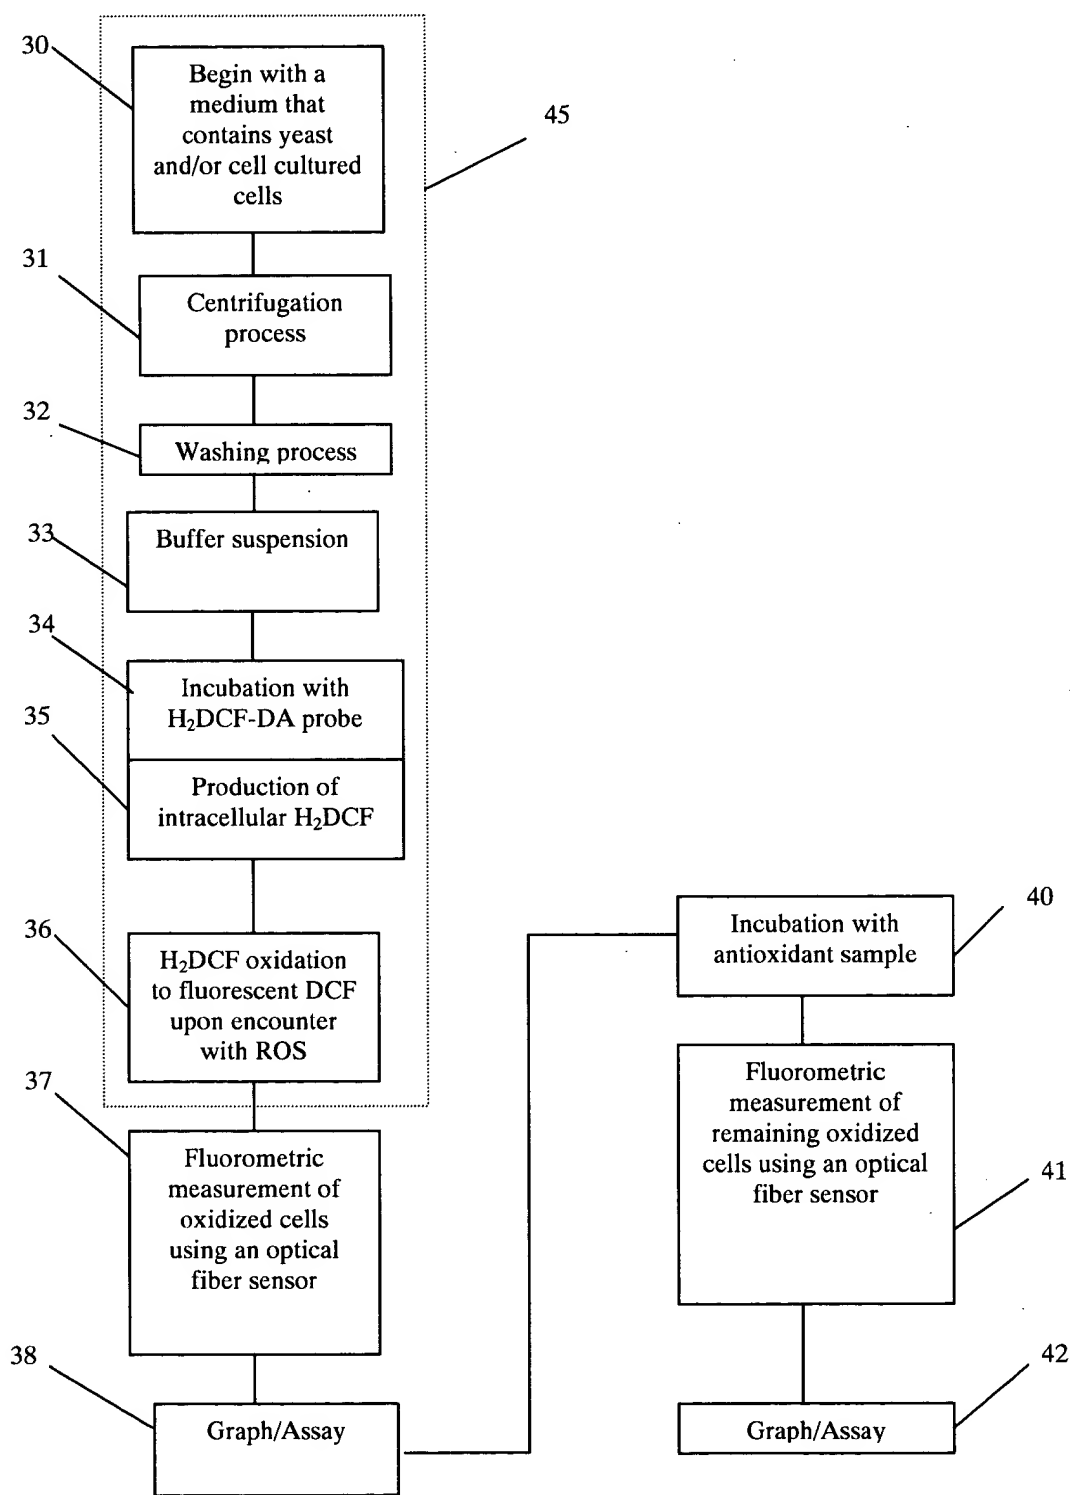 30
Begin with a
medium that
contains yeast
and/or cell cultured
cells
45
31
Centrifugation
process
32
Washing process
33
Buffer suspension
34
Incubation with
H₂DCF-DA probe
35
Production of
intracellular H₂DCF
36
H₂DCF oxidation
to fluorescent DCF
upon encounter
with ROS
37
Fluorometric
measurement of
oxidized cells
using an optical
fiber sensor
38
Graph/Assay
40
Incubation with
antioxidant sample
Fluorometric
measurement of
remaining oxidized
cells using an optical
fiber sensor
41
42
Graph/Assay